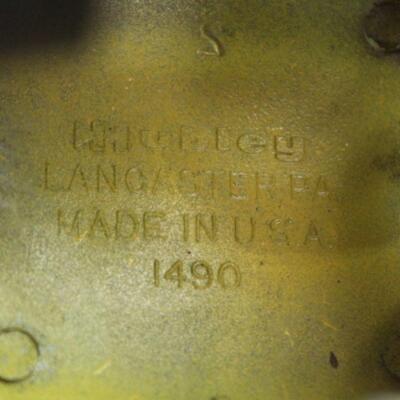 S
Hubley
LANCASTER, PA.
MADE IN U.S.A.
1490